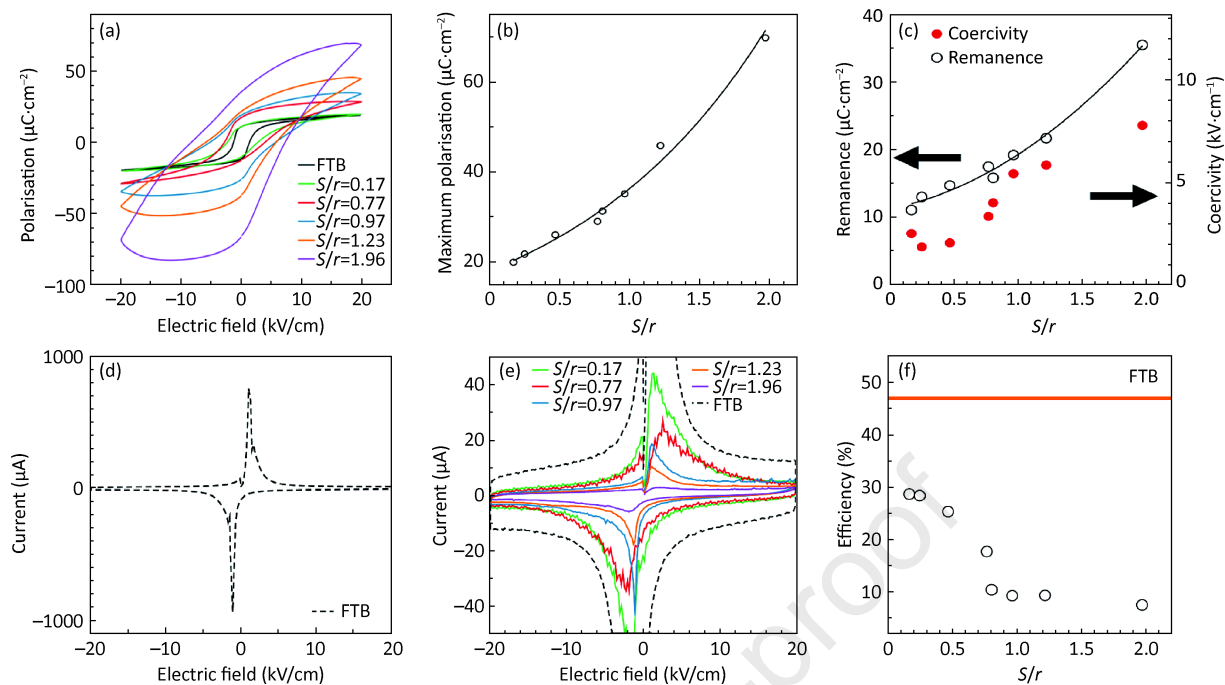 (a)
Polarisation (μC·cm⁻²)
50
0
−50
−100
−20
−10
0
10
20
Electric field (kV/cm)
FTB
S/r=0.17
S/r=0.77
S/r=0.97
S/r=1.23
S/r=1.96
(b)
Maximum polarisation (μC·cm⁻²)
60
40
20
0
0.5
1.0
1.5
2.0
S/r
(c)
Coercivity
Remanence
Remanence (μC·cm⁻²)
40
30
20
10
0
0
0.5
1.0
1.5
2.0
S/r
10
5
0
Coercivity (kV·cm⁻¹)
(d)
Current (μA)
1000
0
−1000
−20
−10
0
10
20
Electric field (kV/cm)
FTB
(e)
S/r=0.17
S/r=0.77
S/r=0.97
S/r=1.23
S/r=1.96
FTB
Current (μA)
40
20
0
−20
−40
−20
−10
0
10
20
Electric field (kV/cm)
(f)
FTB
Efficiency (%)
50
40
30
20
10
0
0.5
1.0
1.5
2.0
S/r
proof